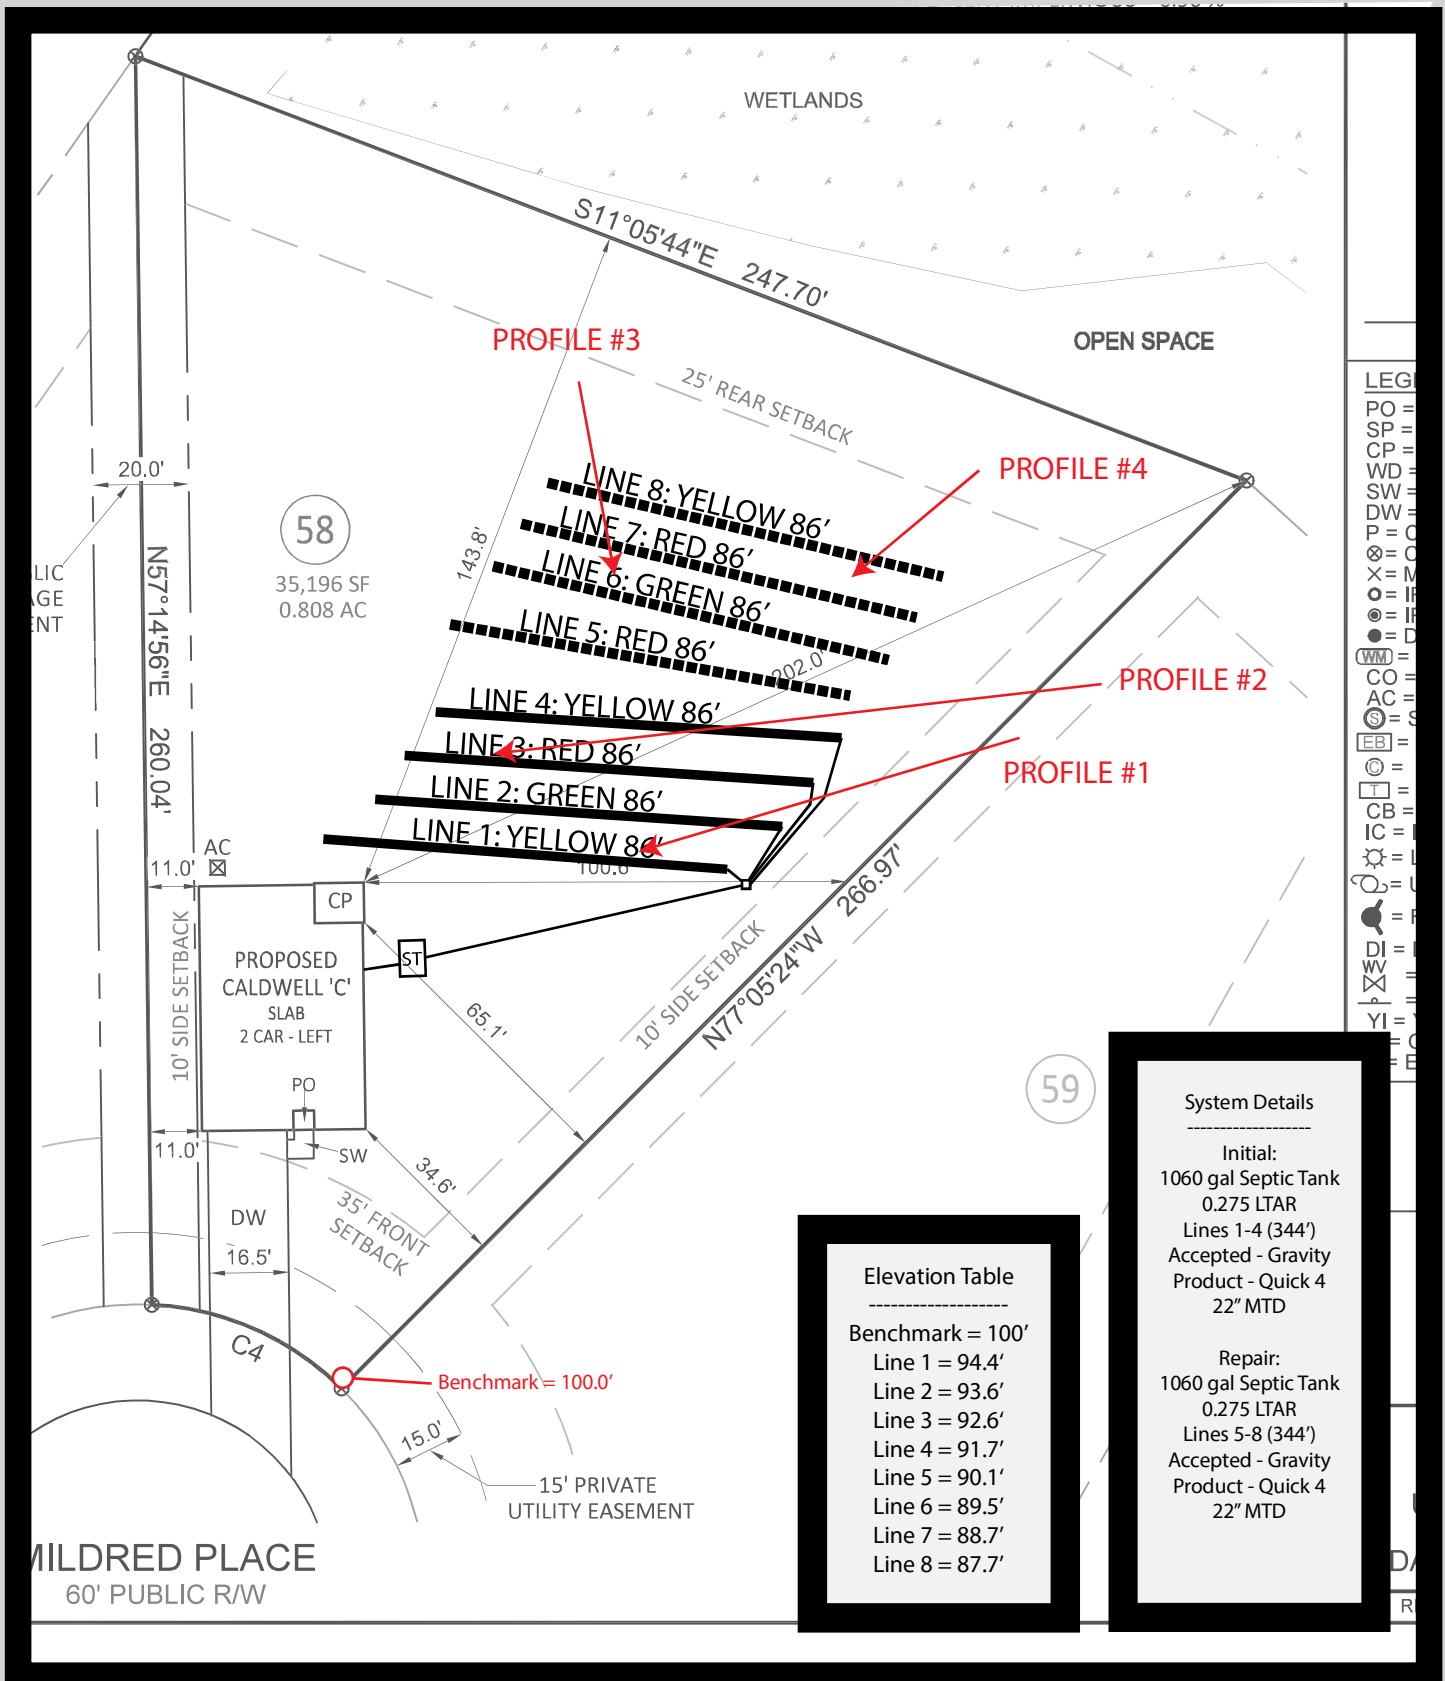 WETLANDS
S11°05'44"E 247.70'
OPEN SPACE
PROFILE #3
25' REAR SETBACK
PROFILE #4
20.0'
58
35,196 SF
0.808 AC
N57°14'56"E 260.04'
143.8'
LINE 8: YELLOW 86'
LINE 7: RED 86'
LINE 6: GREEN 86'
LINE 5: RED 86'
202.0'
PROFILE #2
LINE 4: YELLOW 86'
LINE 3: RED 86'
PROFILE #1
LINE 2: GREEN 86'
LINE 1: YELLOW 86'
100.6'
AC
11.0'
CP
266.97'
N77°05'24"W
10' SIDE SETBACK
10' SIDE SETBACK
PROPOSED
CALDWELL 'C'
SLAB
2 CAR - LEFT
ST
65.1'
PO
SW
11.0'
34.6'
35' FRONT
SETBACK
DW
16.5'
59
C4
Benchmark = 100.0'
15.0'
15' PRIVATE
UTILITY EASEMENT
MILDRED PLACE
60' PUBLIC R/W
Elevation Table
-------------------
Benchmark = 100'
Line 1 = 94.4'
Line 2 = 93.6'
Line 3 = 92.6'
Line 4 = 91.7'
Line 5 = 90.1'
Line 6 = 89.5'
Line 7 = 88.7'
Line 8 = 87.7'
System Details
-------------------
Initial:
1060 gal Septic Tank
0.275 LTAR
Lines 1-4 (344')
Accepted - Gravity
Product - Quick 4
22" MTD
Repair:
1060 gal Septic Tank
0.275 LTAR
Lines 5-8 (344')
Accepted - Gravity
Product - Quick 4
22" MTD
PO =
SP =
CP =
WD =
SW =
DW =
P =
WM =
CO =
AC =
S =
EB =
C =
T =
CB =
IC =
DI =
WV
YI =